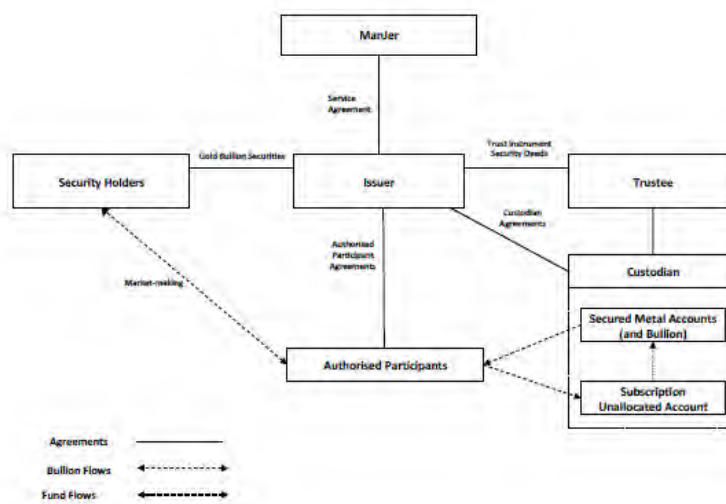 ManJer
Service
Agreement
Gold Bullion Securities
Trust Instrument
Security Deeds
Security Holders
Issuer
Trustee
Custodian
Agreements
Authorised
Participant
Agreements
Custodian
Market-making
Secured Metal Accounts
(and Bullion)
Authorised Participants
Subscription
Unallocated Account
Agreements
Bullion Flows
Fund Flows